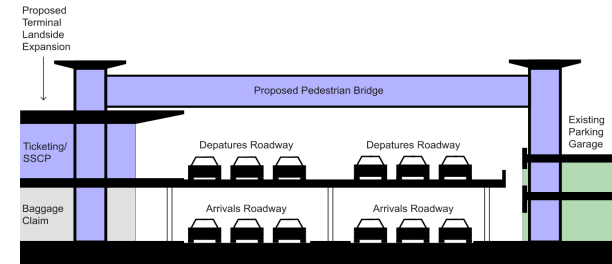 Proposed
Terminal
Landside
Expansion
Proposed Pedestrian Bridge
Existing
Parking
Garage
Ticketing/
SSCP
Depatures Roadway
Depatures Roadway
Baggage
Claim
Arrivals Roadway
Arrivals Roadway